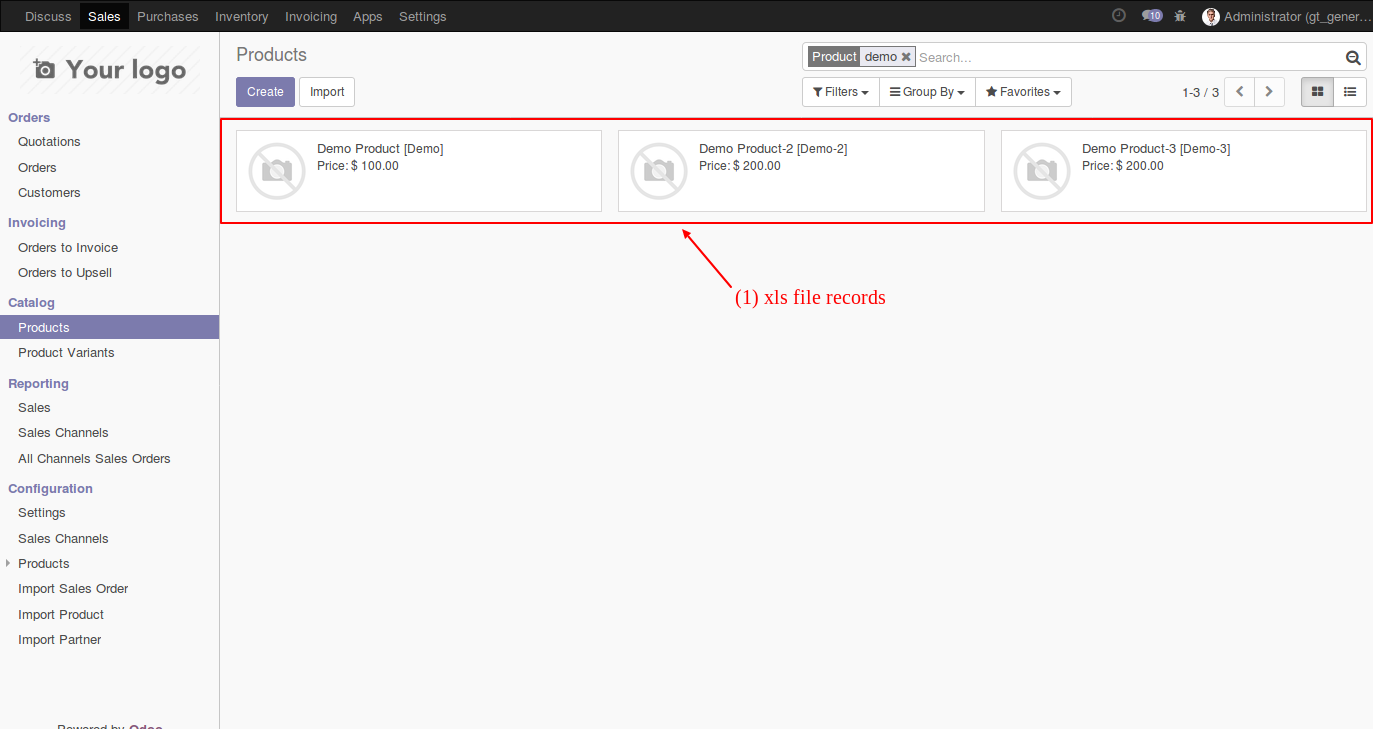 Discuss Sales Purchases Inventory Invoicing Apps Settings 10 Administrator (gt_gener...
Your logo
Products
Product demo Search...
Create Import
Filters Group By Favorites 1-3 / 3
Orders
Quotations
Orders
Customers
Invoicing
Orders to Invoice
Orders to Upsell
Catalog
Products
Product Variants
Reporting
Sales
Sales Channels
All Channels Sales Orders
Configuration
Settings
Sales Channels
Products
Import Sales Order
Import Product
Import Partner
Powered by Odoo
Demo Product [Demo]
Price: $ 100.00
Demo Product-2 [Demo-2]
Price: $ 200.00
Demo Product-3 [Demo-3]
Price: $ 200.00
(1) xls file records